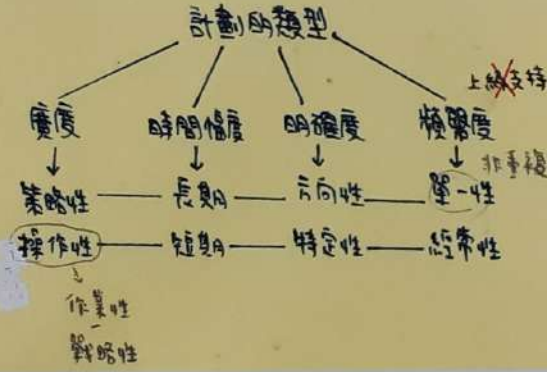 計劃的類型
上級支持
廣度 時間幅度 明確度 頻繁度
非重複
策略性 長期 方向性 單一性
操作性 短期 特定性 經常性
作業性
戰略性